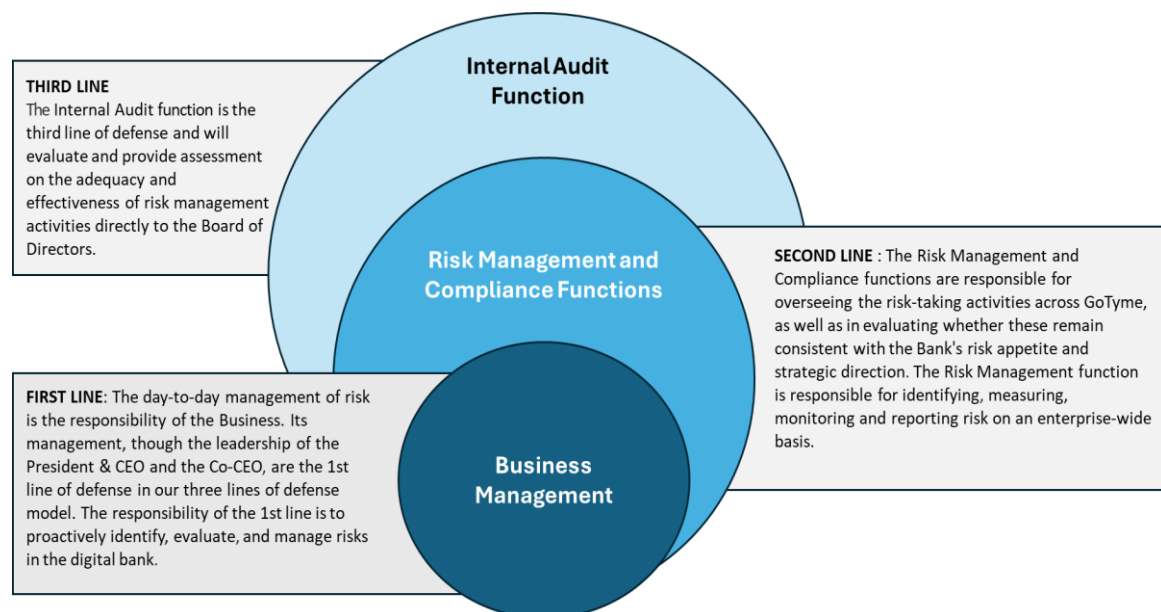 Internal Audit
Function
THIRD LINE
The Internal Audit function is the
third line of defense and will
evaluate and provide assessment
on the adequacy and
effectiveness of risk management
activities directly to the Board of
Directors.
Risk Management and
Compliance Functions
SECOND LINE : The Risk Management and
Compliance functions are responsible for
overseeing the risk-taking activities across GoTyme,
as well as in evaluating whether these remain
consistent with the Bank's risk appetite and
strategic direction. The Risk Management function
is responsible for identifying, measuring,
monitoring and reporting risk on an enterprise-wide
basis.
FIRST LINE: The day-to-day management of risk
is the responsibility of the Business. Its
management, though the leadership of the
President & CEO and the Co-CEO, are the 1st
line of defense in our three lines of defense
model. The responsibility of the 1st line is to
proactively identify, evaluate, and manage risks
in the digital bank.
Business
Management